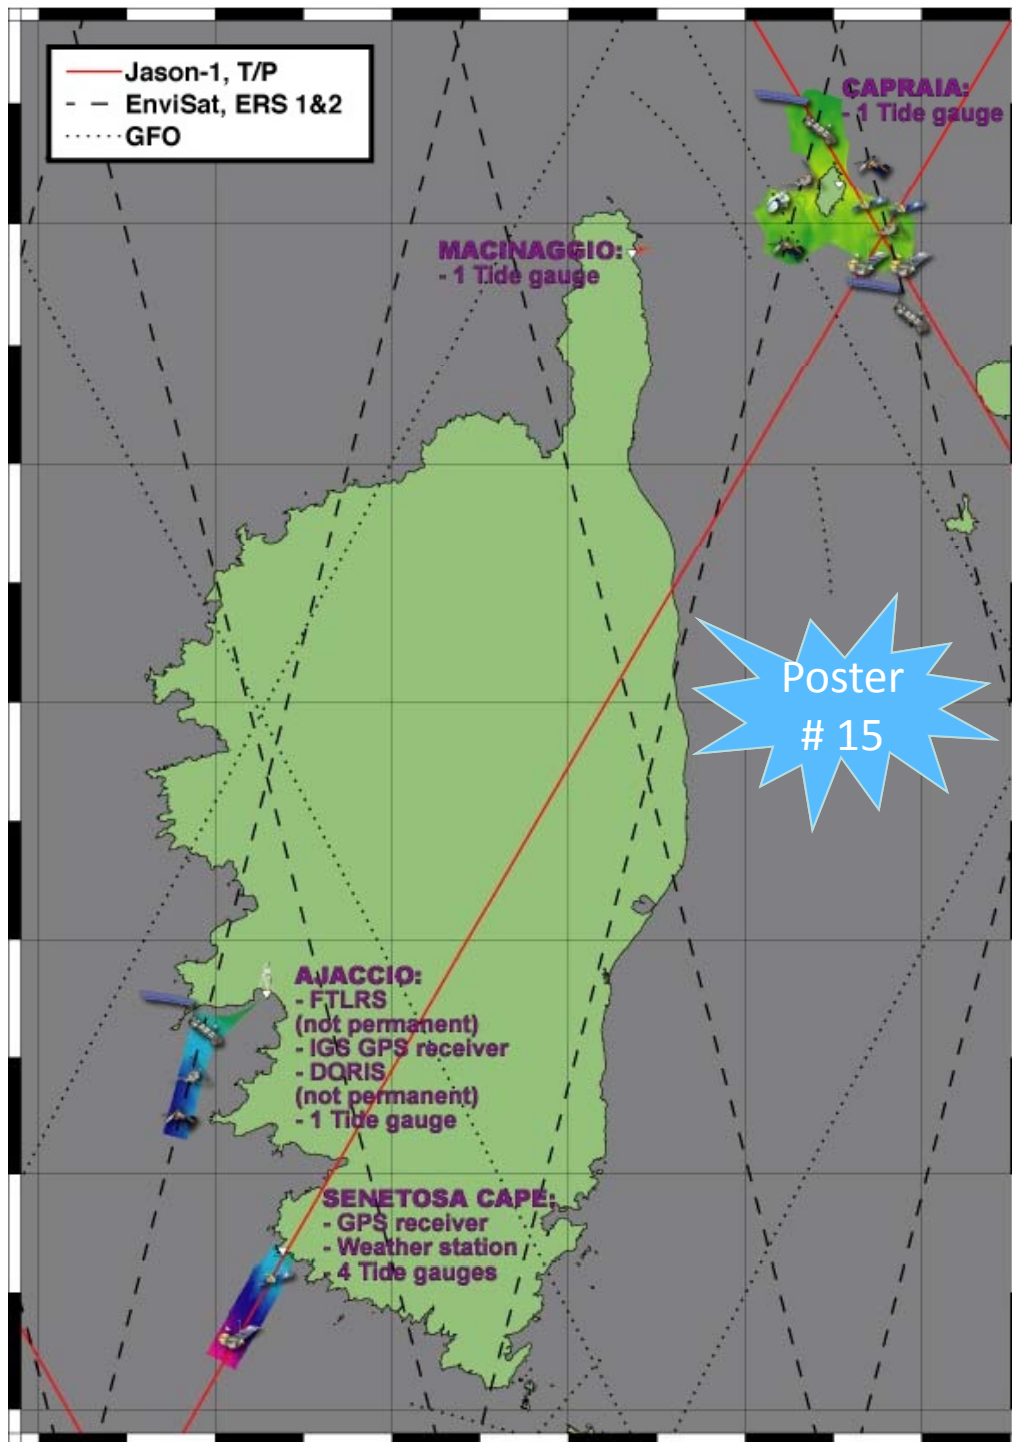 Jason-1, T/P
EnviSat, ERS 1&2
GFO
CAPRAIA:
- 1 Tide gauge
MACINAGGIO:
- 1 Tide gauge
Poster
# 15
AJACCIO:
- FTLRS
(not permanent)
- IGS GPS receiver
- DORIS
(not permanent)
- 1 Tide gauge
SENETOSA CAPE:
- GPS receiver
- Weather station
- 4 Tide gauges